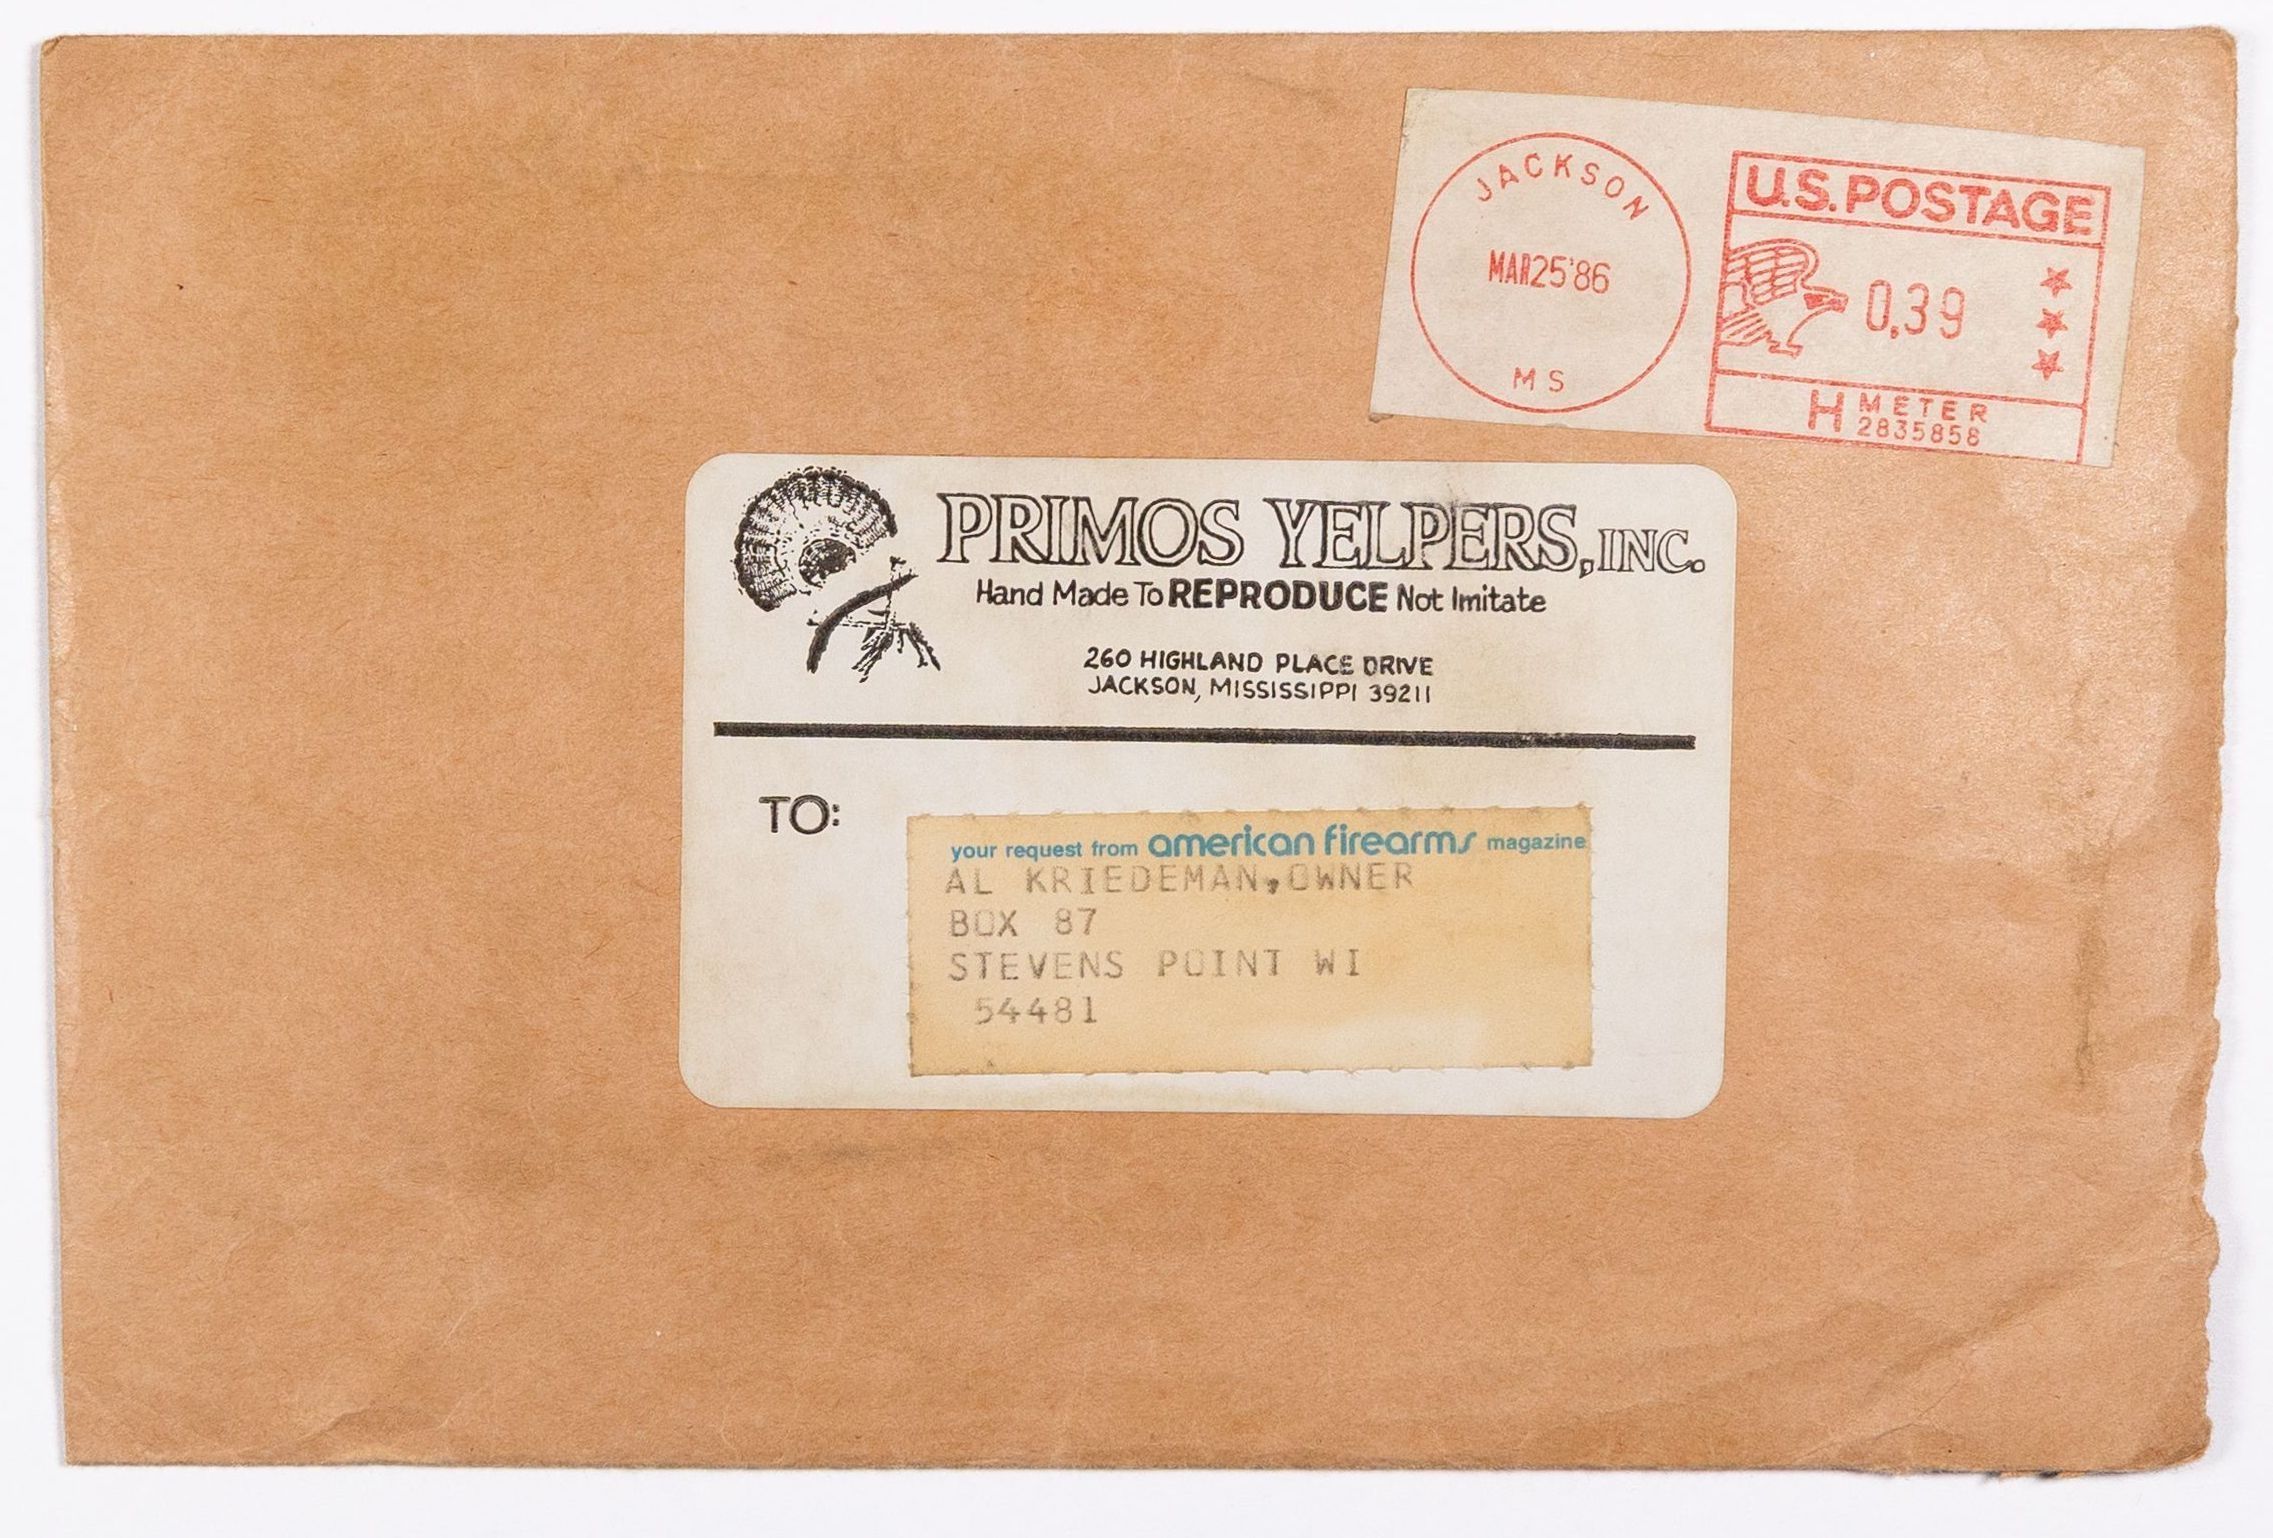 JACKSON
MAR25'86
MS
U.S. POSTAGE
0.39
H METER
2835858
PRIMOS YELPERS, INC.
Hand Made To REPRODUCE Not Imitate
260 HIGHLAND PLACE DRIVE
JACKSON, MISSISSIPPI 39211
TO:
your request from american firearms magazine
AL KRIEDEMAN,OWNER
BOX 87
STEVENS POINT WI
54481